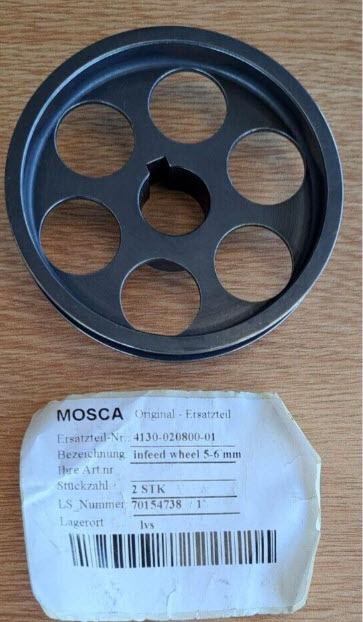 MOSCA Original - Ersatzteil
Ersatzteil-Nr. 4130-020800-01
Bezeichnung infeed wheel 5-6 mm
Ihre Art.nr
Stückzahl 2 STK
LS_Nummer 70154738 / 1
Lagerort lvs